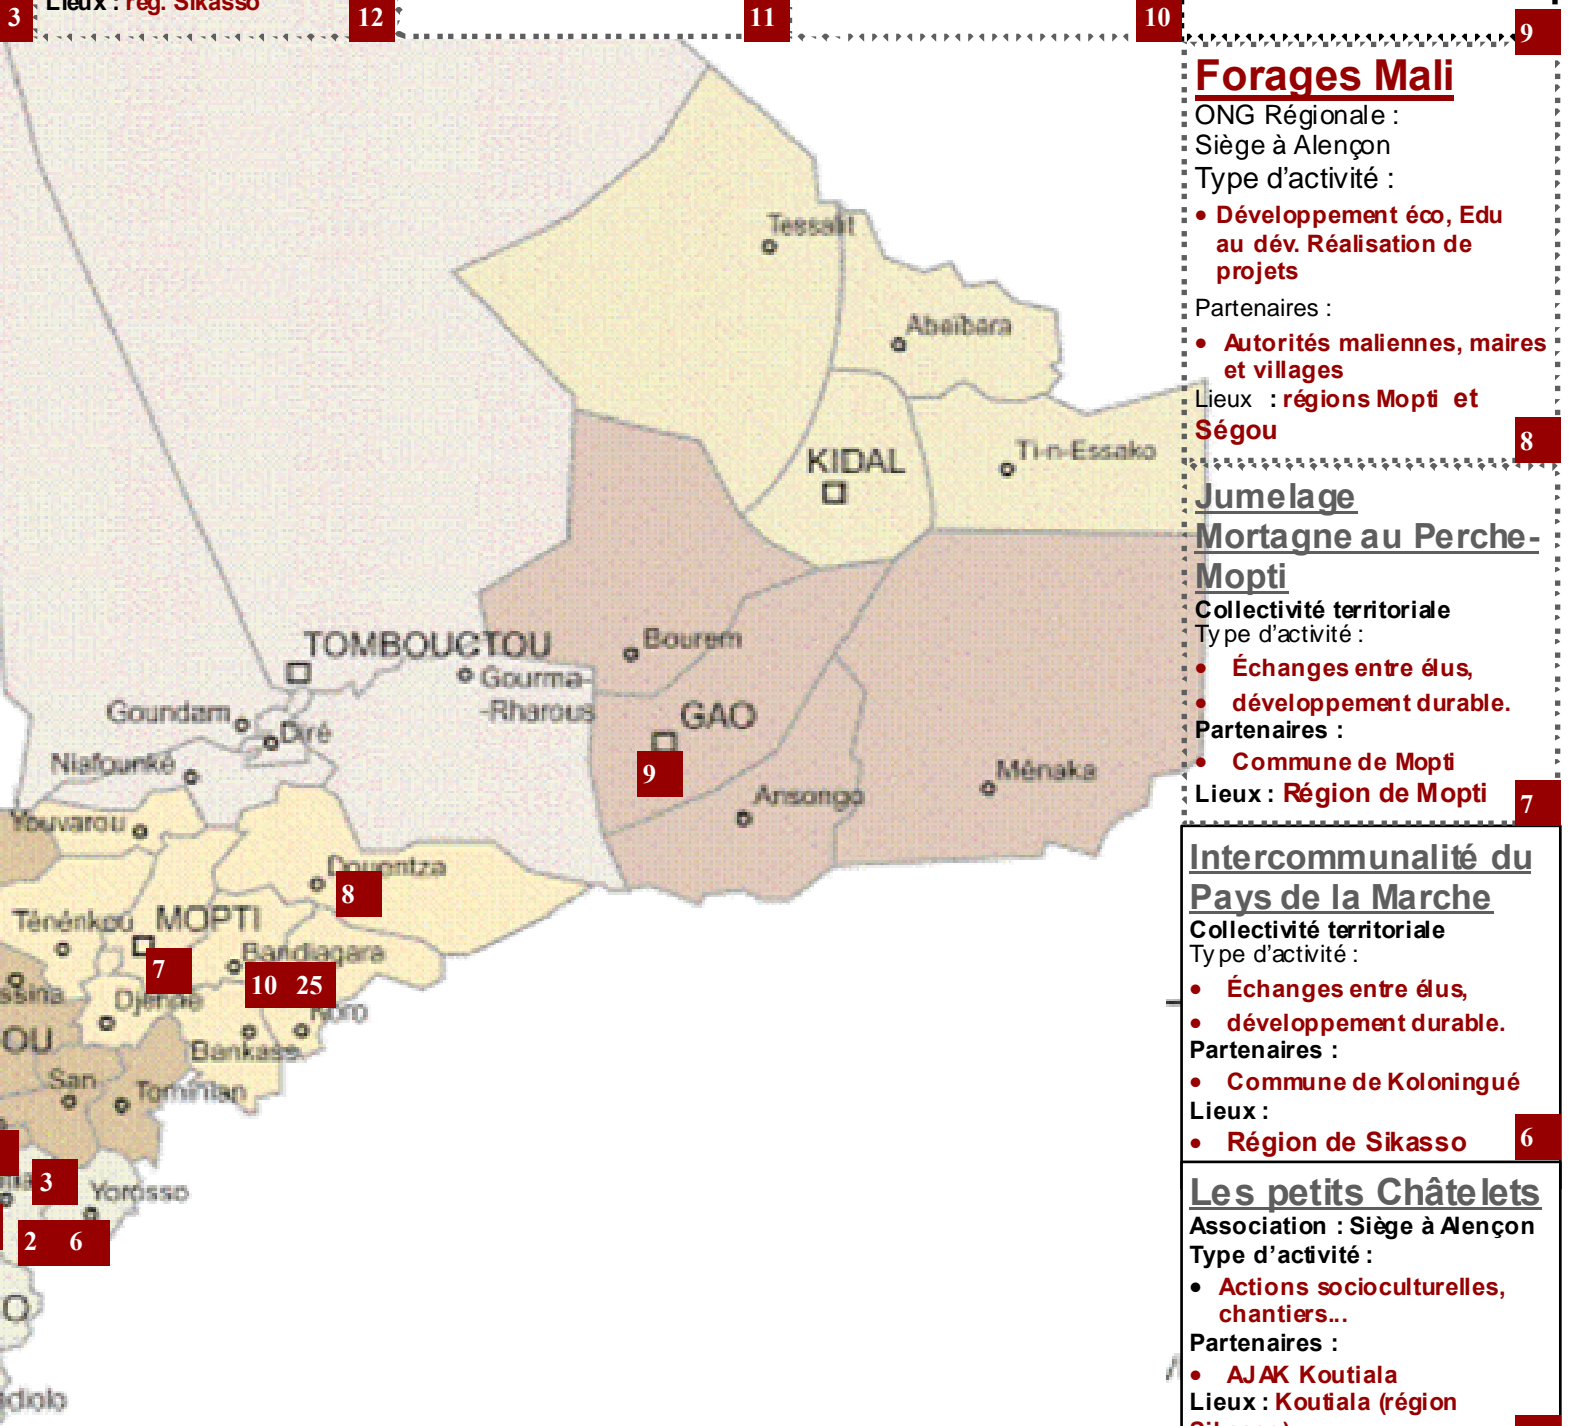 Lieux : rég. Sikasso
3
12
11
10
9
Tessalit
Abeïbara
KIDAL
Ti-n-Essako
TOMBOUCTOU
Gourma-
-Rharous
Bourem
Goundam
Diré
GAO
Niafounké
9
Ménaka
Ansongo
Youvarou
Douentza
8
Ténénkou
MOPTI
7
Bandiagara
10 25
Djenné
Koro
OU
Bankass
San
Tominian
3
Yorosso
2 6
O
Forages Mali
ONG Régionale :
Siège à Alençon
Type d’activité :
• Développement éco, Edu
au dév. Réalisation de
projets
Partenaires :
• Autorités maliennes, maires
et villages
Lieux : régions Mopti et
Ségou
8
Jumelage
Mortagne au Perche-
Mopti
Collectivité territoriale
Type d’activité :
• Échanges entre élus,
• développement durable.
Partenaires :
• Commune de Mopti
Lieux : Région de Mopti
7
Intercommunalité du
Pays de la Marche
Collectivité territoriale
Type d’activité :
• Échanges entre élus,
• développement durable.
Partenaires :
• Commune de Koloningué
Lieux :
• Région de Sikasso
6
Les petits Châtelets
Association : Siège à Alençon
Type d’activité :
• Actions socioculturelles,
chantiers...
Partenaires :
• AJAK Koutiala
Lieux : Koutiala (région